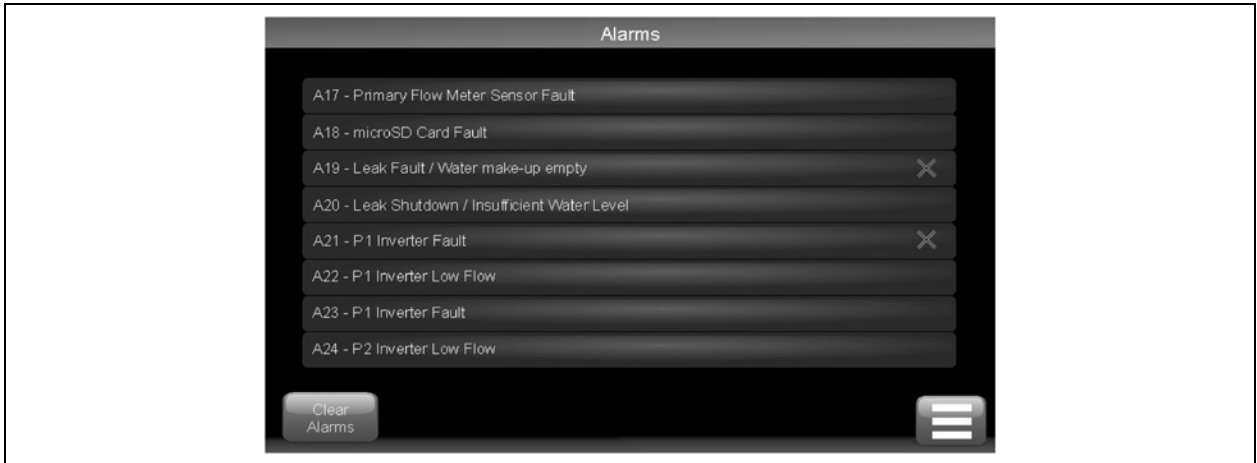 Alarms
A17 - Primary Flow Meter Sensor Fault
A18 - microSD Card Fault
A19 - Leak Fault / Water make-up empty
A20 - Leak Shutdown / Insufficient Water Level
A21 - P1 Inverter Fault
A22 - P1 Inverter Low Flow
A23 - P1 Inverter Fault
A24 - P2 Inverter Low Flow
Clear
Alarms